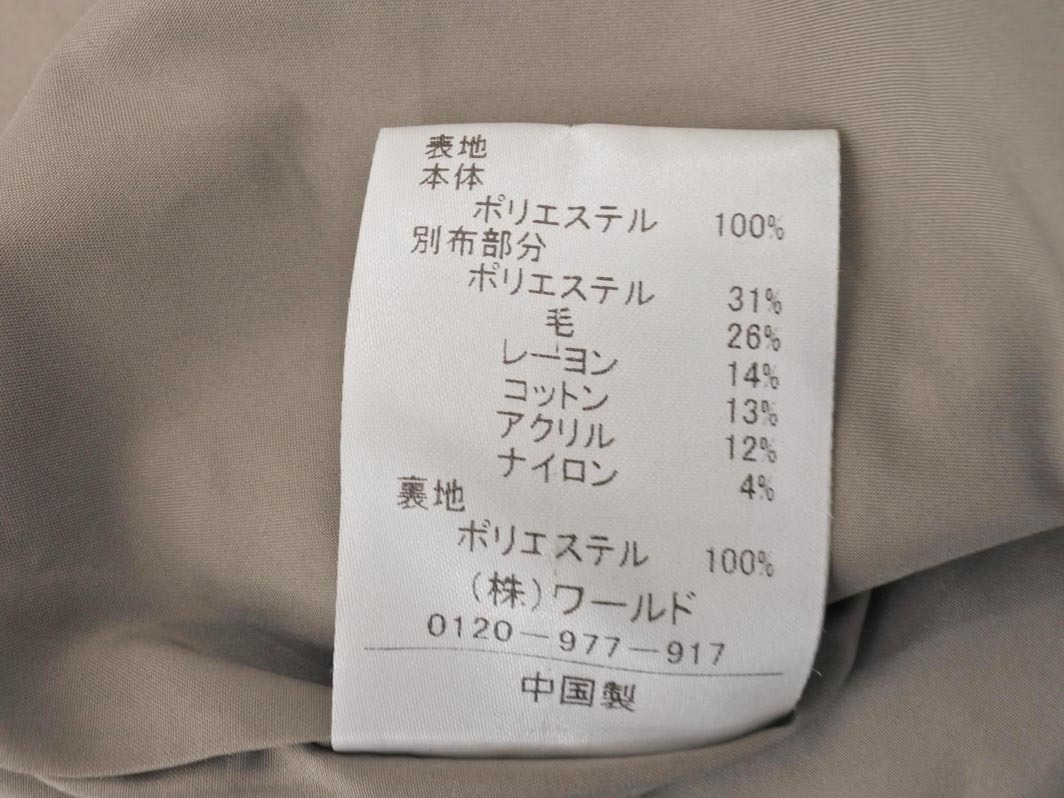 表地
本体
ポリエステル 100%
別布部分
ポリエステル 31%
毛 26%
レーヨン 14%
コットン 13%
アクリル 12%
ナイロン 4%
裏地
ポリエステル 100%
(株)ワールド
0120-977-917
中国製